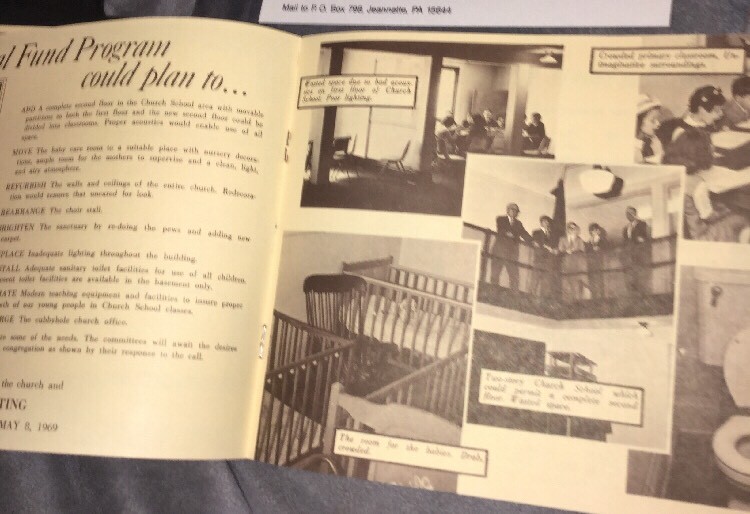 Mail to P.O. Box 798, Jeannette, PA 15644
al Fund Program
could plan to...
ADD A complete second floor in the Church School area with movable
partitions in both the first floor and the new second floor could be
divided into classrooms. Proper acoustics would enable use of all
space.
MOVE The baby care room to a suitable place with nursery decora-
tions, ample room for the mothers to supervise and a clean, light,
and airy atmosphere.
REFURBISH The walls and ceilings of the entire church. Redecora-
tion would remove that uncared for look.
REARRANGE The choir stall.
BRIGHTEN The sanctuary by re-doing the pews and adding new
carpet.
PLACE Inadequate lighting throughout the building.
STALL Adequate sanitary toilet facilities for use of all children.
toilet facilities are available in the basement only.
Modern teaching equipment and facilities to insure proper
of our young people in Church School classes.
RGE The cubbyhole church office.
some of the needs. The committees will await the desires
congregation as shown by their response to the call.
the church and
TING
MAY 8, 1969
Wasted space due to bad acoust-
ics on first floor of Church
School. Poor lighting.
Crowded primary classroom, Un-
imaginative surroundings.
Two-story Church School which
could permit a complete second
floor. Wasted space.
The room for the babies. Drab,
crowded.